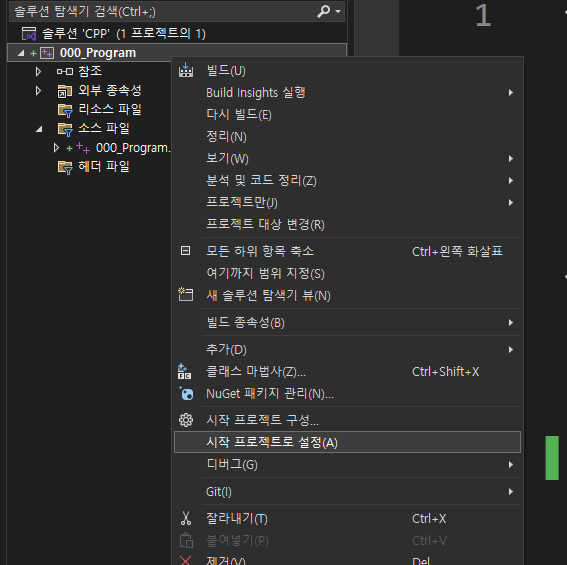 솔루션 탐색기 검색(Ctrl+;)
솔루션 'CPP' (1 프로젝트의 1)
000_Program
참조
외부 종속성
리소스 파일
소스 파일
000_Program.
헤더 파일
1
빌드(U)
Build Insights 실행
다시 빌드(E)
정리(N)
보기(W)
분석 및 코드 정리(Z)
프로젝트만(J)
프로젝트 대상 변경(R)
모든 하위 항목 축소 Ctrl+왼쪽 화살표
여기까지 범위 지정(S)
새 솔루션 탐색기 뷰(N)
빌드 종속성(B)
추가(D)
클래스 마법사(Z)... Ctrl+Shift+X
NuGet 패키지 관리(N)...
시작 프로젝트 구성...
시작 프로젝트로 설정(A)
디버그(G)
Git(I)
잘라내기(T) Ctrl+X
붙여넣기(P) Ctrl+V
제거(V) Del